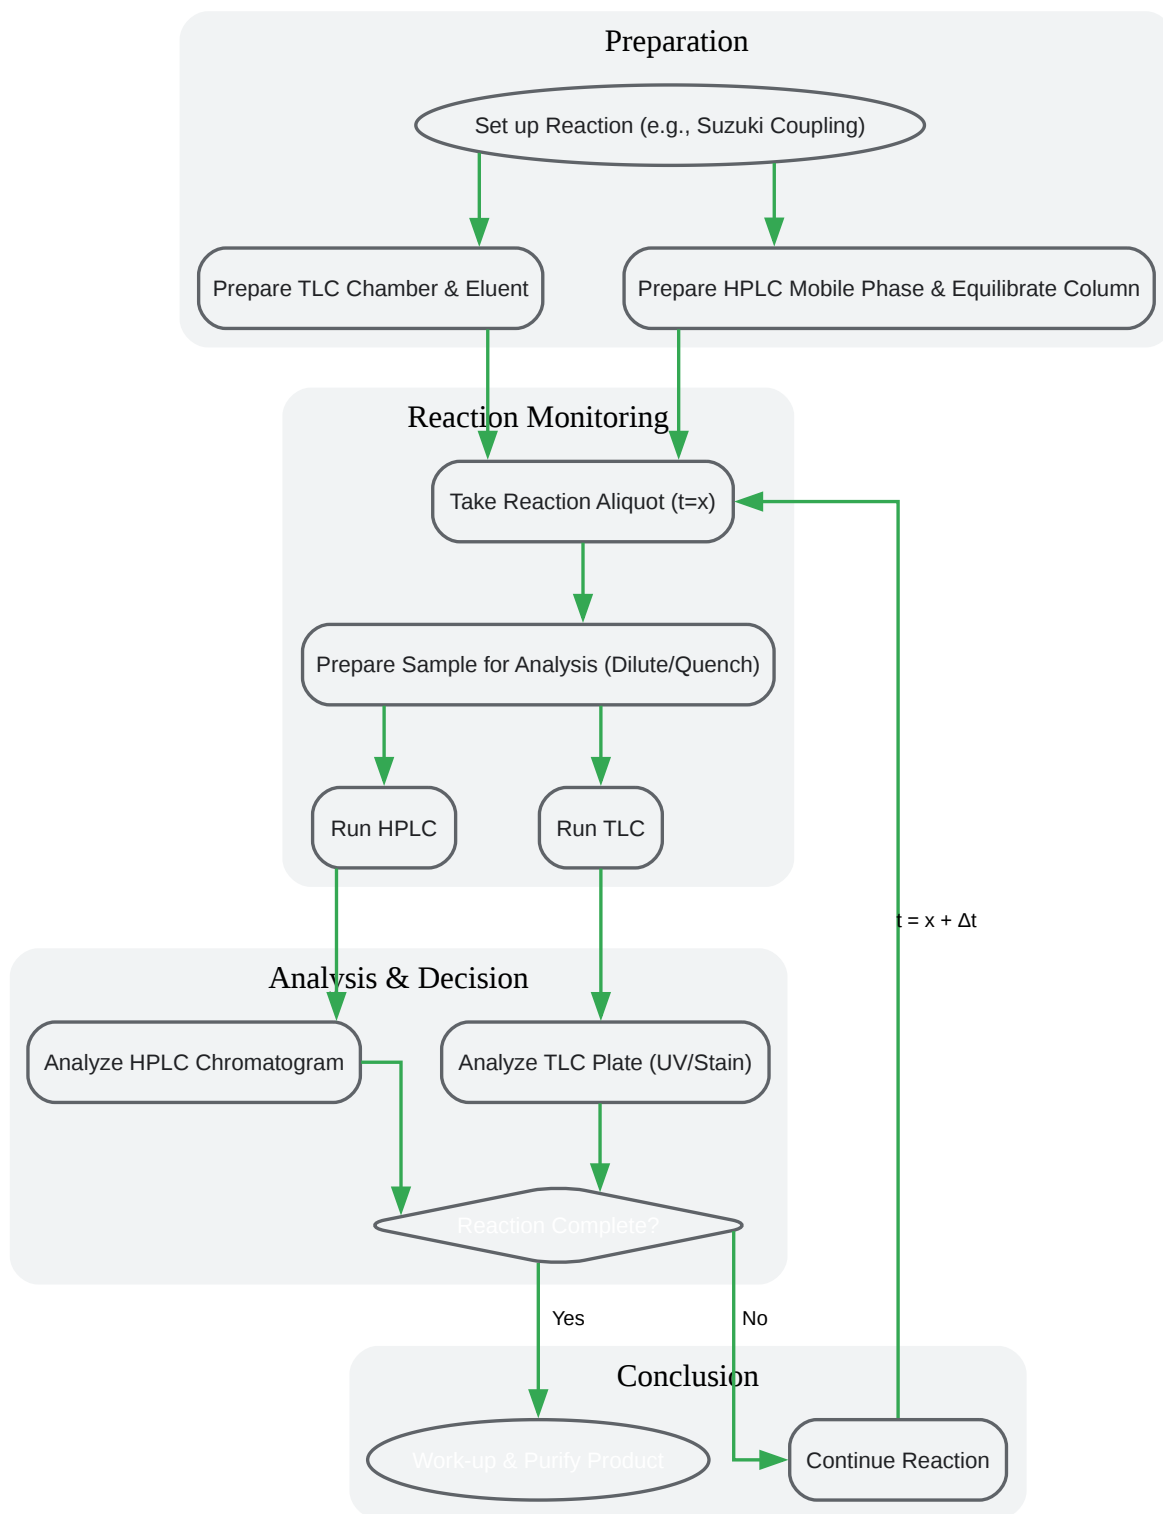 Preparation
Set up Reaction (e.g., Suzuki Coupling)
Prepare TLC Chamber & Eluent
Prepare HPLC Mobile Phase & Equilibrate Column
Reaction Monitoring
Take Reaction Aliquot (t=x)
Prepare Sample for Analysis (Dilute/Quench)
Run HPLC
Run TLC
t = x + Δt
Analysis & Decision
Analyze HPLC Chromatogram
Analyze TLC Plate (UV/Stain)
Reaction Complete?
Yes
No
Conclusion
Work-up & Purify Product
Continue Reaction